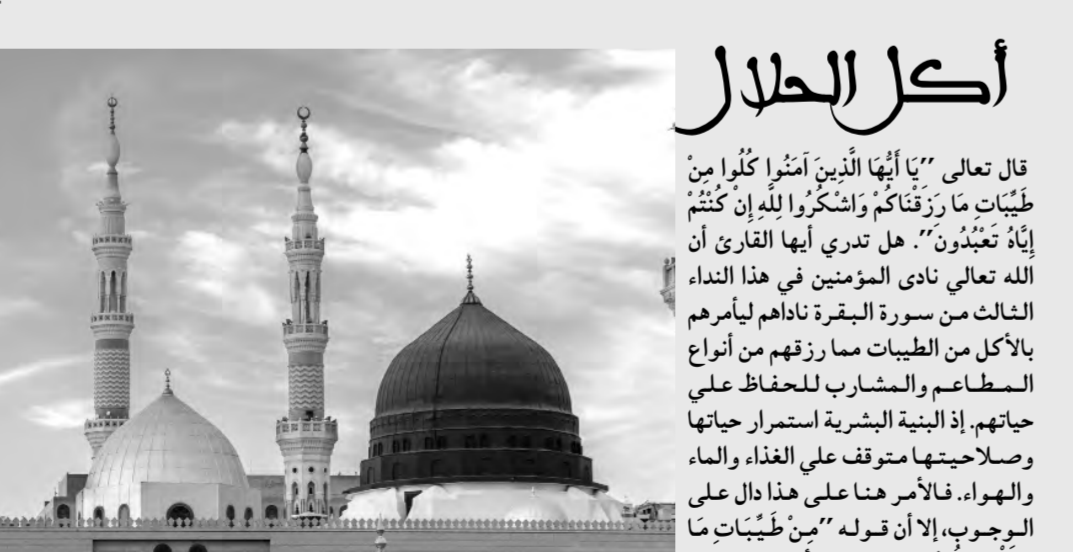 أكل الحلال
قال تعالى ”يَا أَيُّهَا الَّذِينَ آمَنُوا كُلُوا مِنْ
طَيِّبَاتِ مَا رَزَقْنَاكُمْ وَاشْكُرُوا لِلَّهِ إِنْ كُنْتُمْ
إِيَّاهُ تَعْبُدُونَ”. هل تدري أيها القارئ أن
الله تعالي نادى المؤمنين في هذا النداء
الثالث من سورة البقرة ناداهم ليأمرهم
بالأكل من الطيبات مما رزقهم من أنواع
المطاعم والمشارب للحفاظ علي
حياتهم. إذ البنية البشرية استمرار حياتها
وصلاحيتها متوقف علي الغذاء والماء
والهواء. فالأمر هنا على هذا دال على
الوجوب، إلا أن قوله ”مِنْ طَيِّبَاتِ مَا